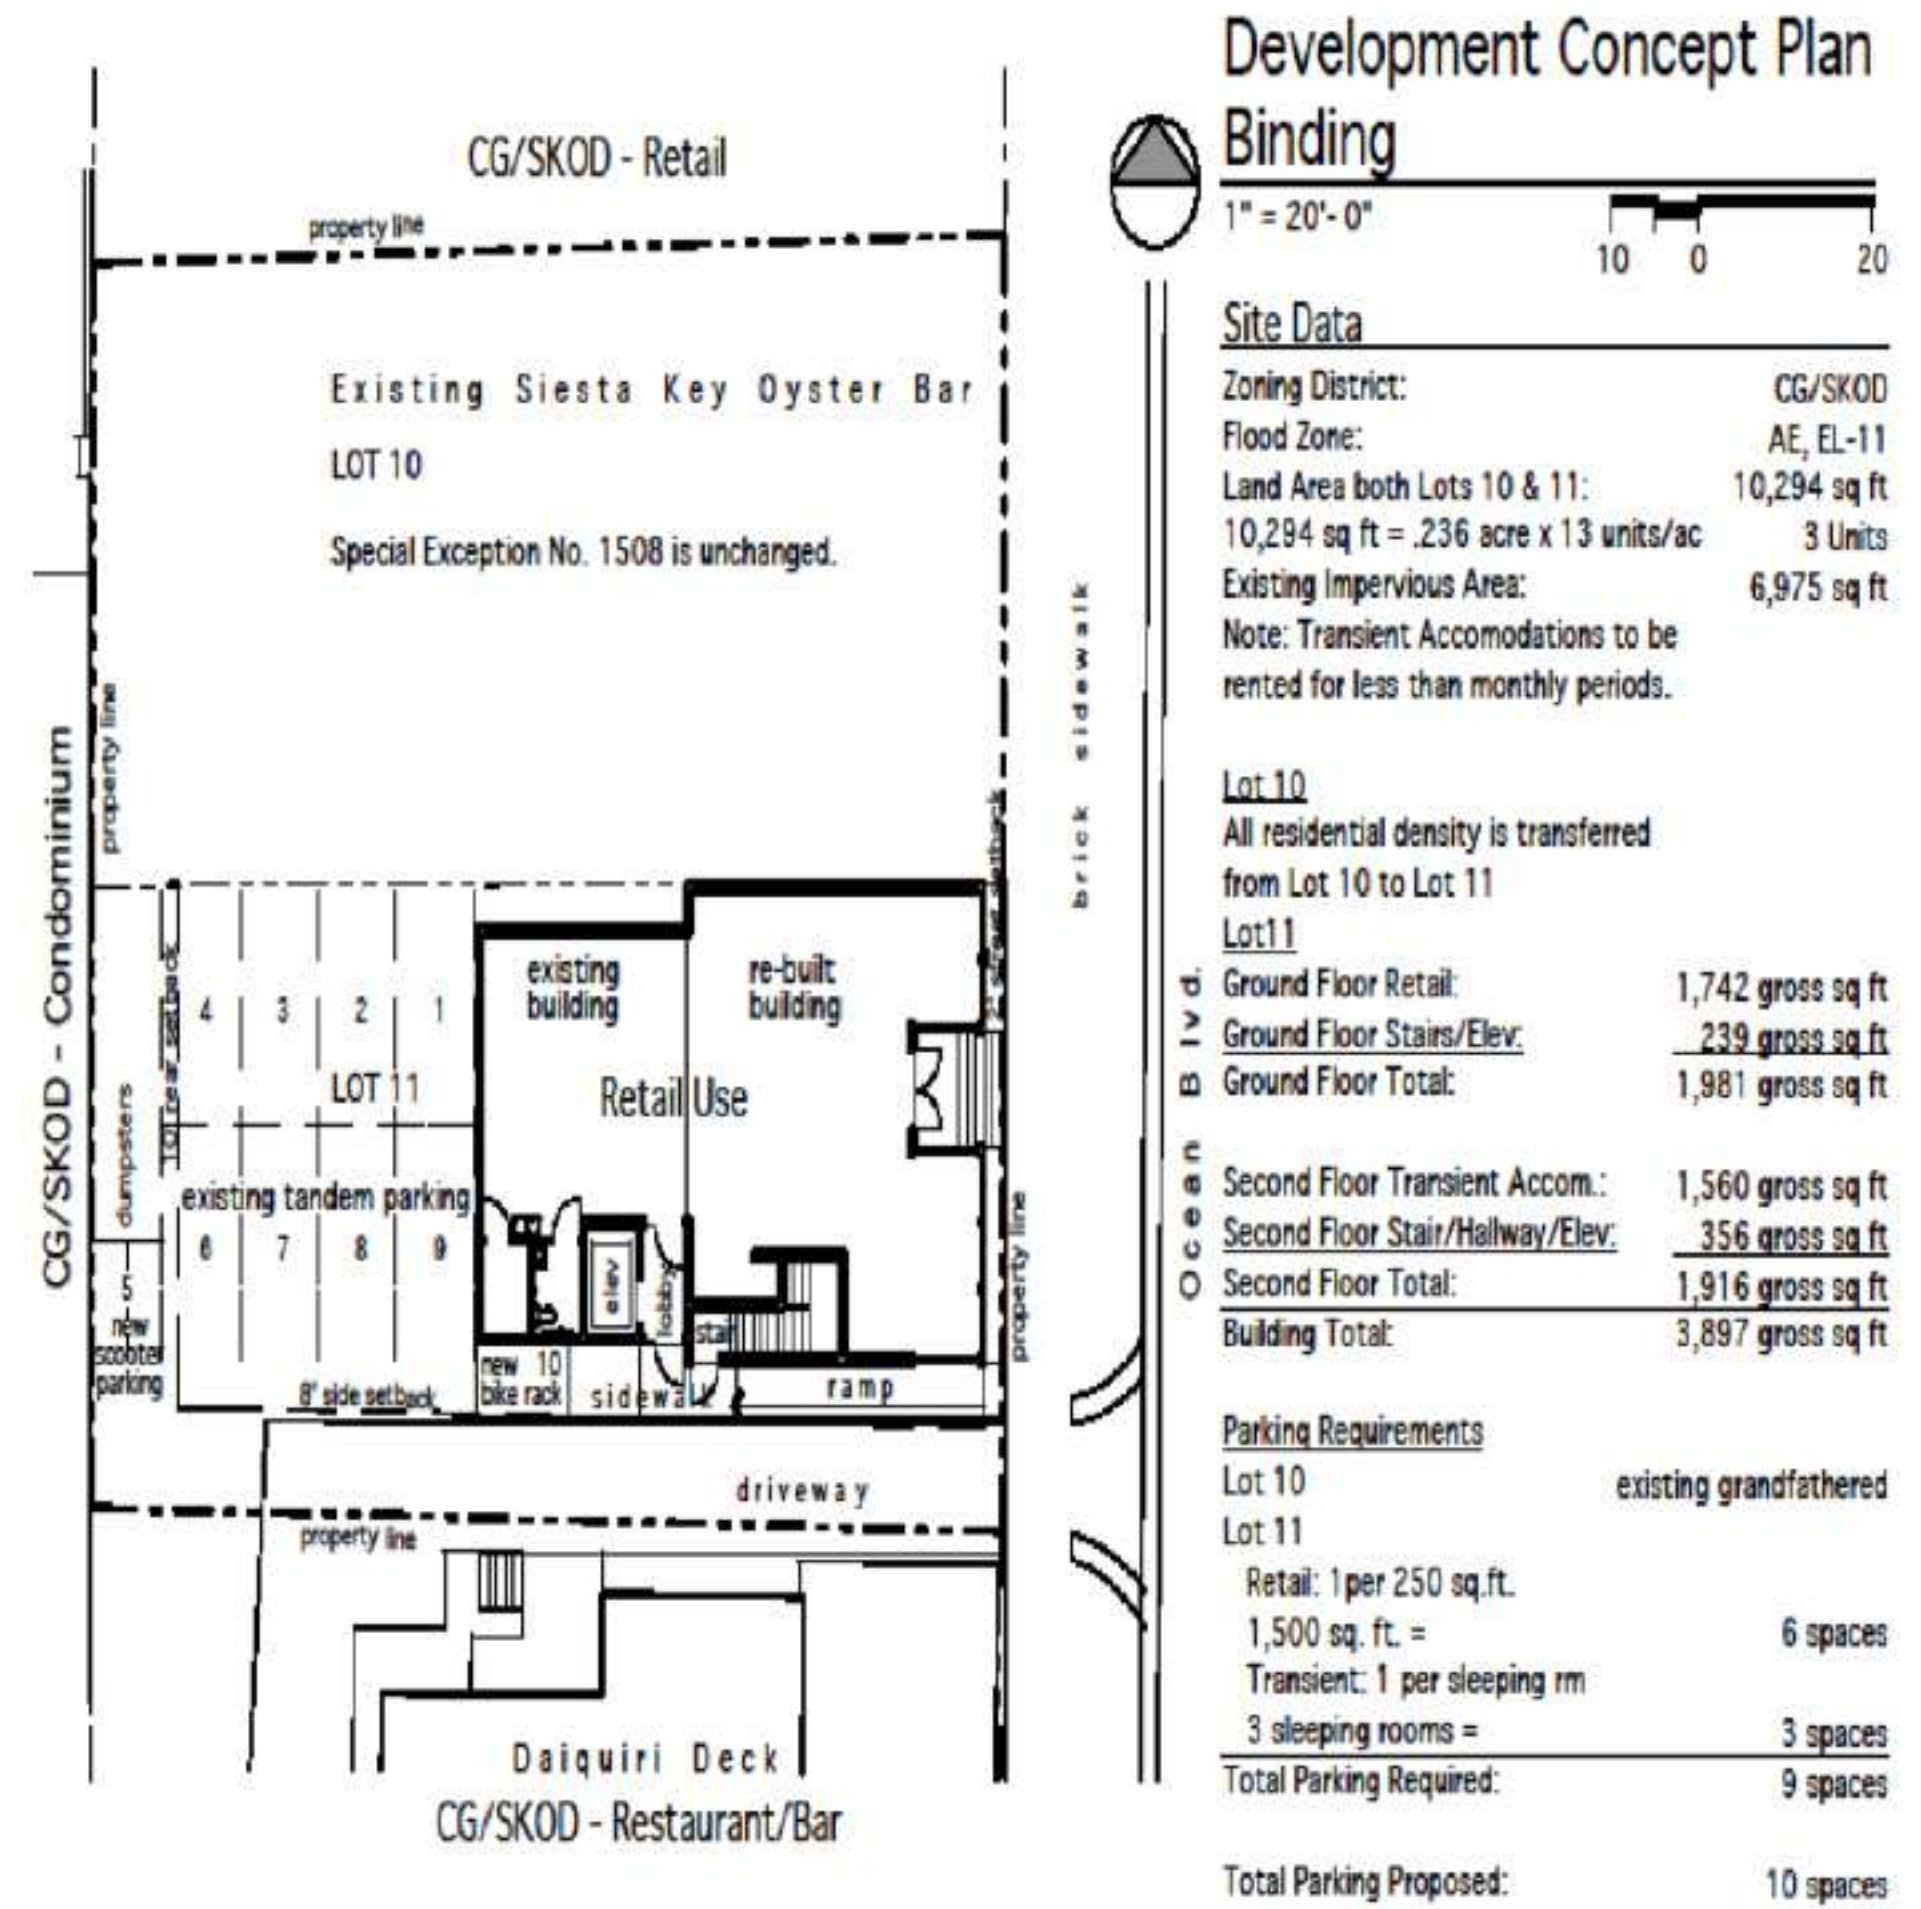 Development Concept Plan
Binding
1" = 20'- 0"
10 0 20
Site Data
Zoning District: CG/SKOD
Flood Zone: AE, EL-11
Land Area both Lots 10 & 11: 10,294 sq ft
10,294 sq ft = .236 acre x 13 units/ac 3 Units
Existing Impervious Area: 6,975 sq ft
Note: Transient Accomodations to be
rented for less than monthly periods.
Lot 10
All residential density is transferred
from Lot 10 to Lot 11
Lot11
Ground Floor Retail: 1,742 gross sq ft
Ground Floor Stairs/Elev: 239 gross sq ft
Ground Floor Total: 1,981 gross sq ft
Second Floor Transient Accom.: 1,560 gross sq ft
Second Floor Stair/Hallway/Elev: 356 gross sq ft
Second Floor Total: 1,916 gross sq ft
Building Total: 3,897 gross sq ft
Parking Requirements
Lot 10 existing grandfathered
Lot 11
Retail: 1per 250 sq.ft.
1,500 sq. ft. = 6 spaces
Transient: 1 per sleeping rm
3 sleeping rooms = 3 spaces
Total Parking Required: 9 spaces
Total Parking Proposed: 10 spaces
CG/SKOD - Retail
property line
Existing Siesta Key Oyster Bar
LOT 10
Special Exception No. 1508 is unchanged.
property line
CG/SKOD - Condominium
brick sidewalk
Ocean Blvd.
2' street setback
10' rear setback
existing
building
re-built
building
4 3 2 1
LOT 11
Retail Use
dumpsters
existing tandem parking
6 7 8 9
5
new
scooter
parking
elev
lobby
stair
property line
new 10
bike rack
sidewalk
ramp
8' side setback
driveway
property line
Daiquiri Deck
CG/SKOD - Restaurant/Bar